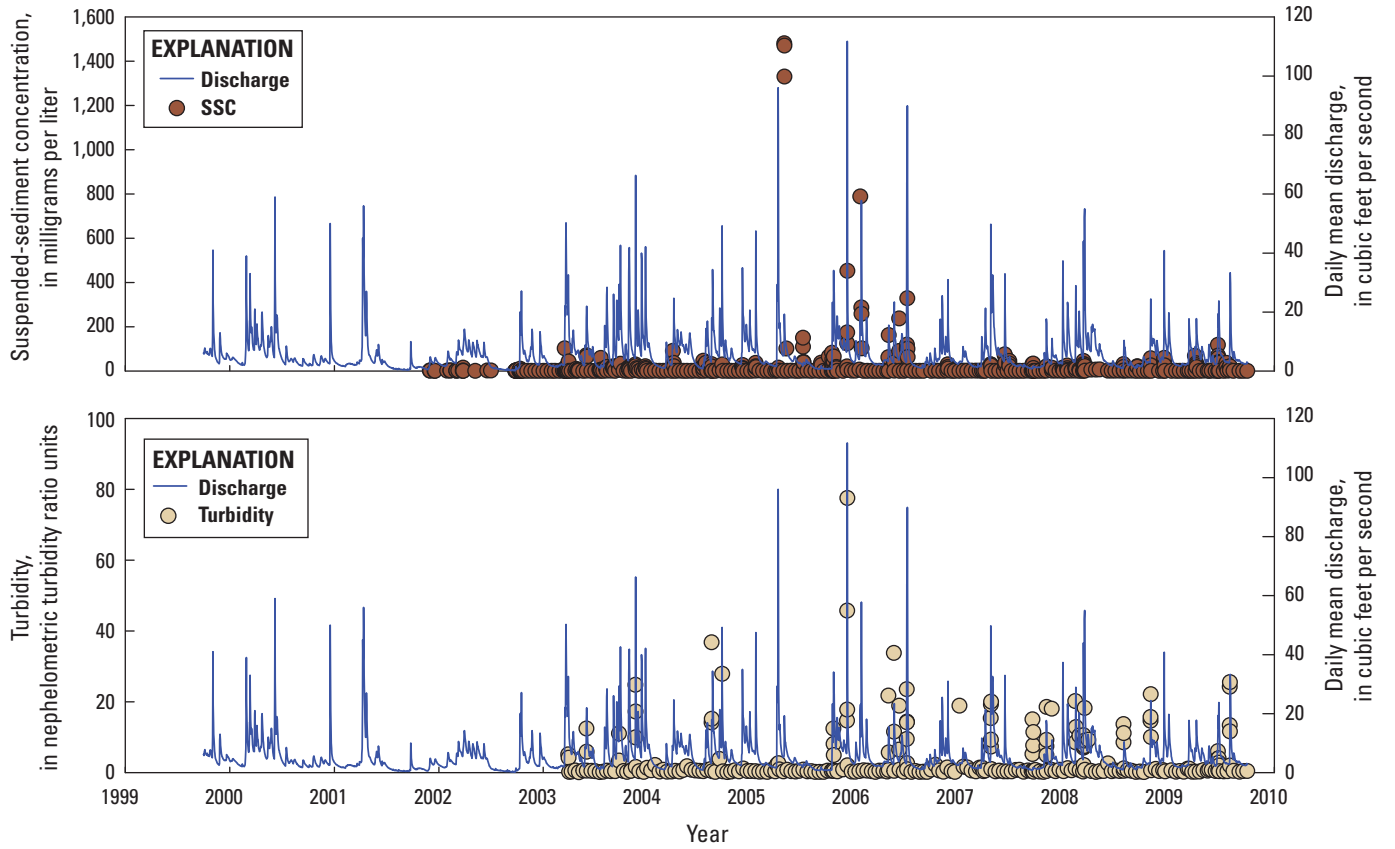 Suspended-sediment concentration,
in milligrams per liter
1,600
1,400
1,200
1,000
800
600
400
200
0
EXPLANATION
Discharge
SSC
120
100
80
60
40
20
0
Daily mean discharge,
in cubic feet per second
Turbidity,
in nephelometric turbidity ratio units
100
80
60
40
20
0
EXPLANATION
Discharge
Turbidity
120
100
80
60
40
20
0
Daily mean discharge,
in cubic feet per second
1999 2000 2001 2002 2003 2004 2005 2006 2007 2008 2009 2010
Year